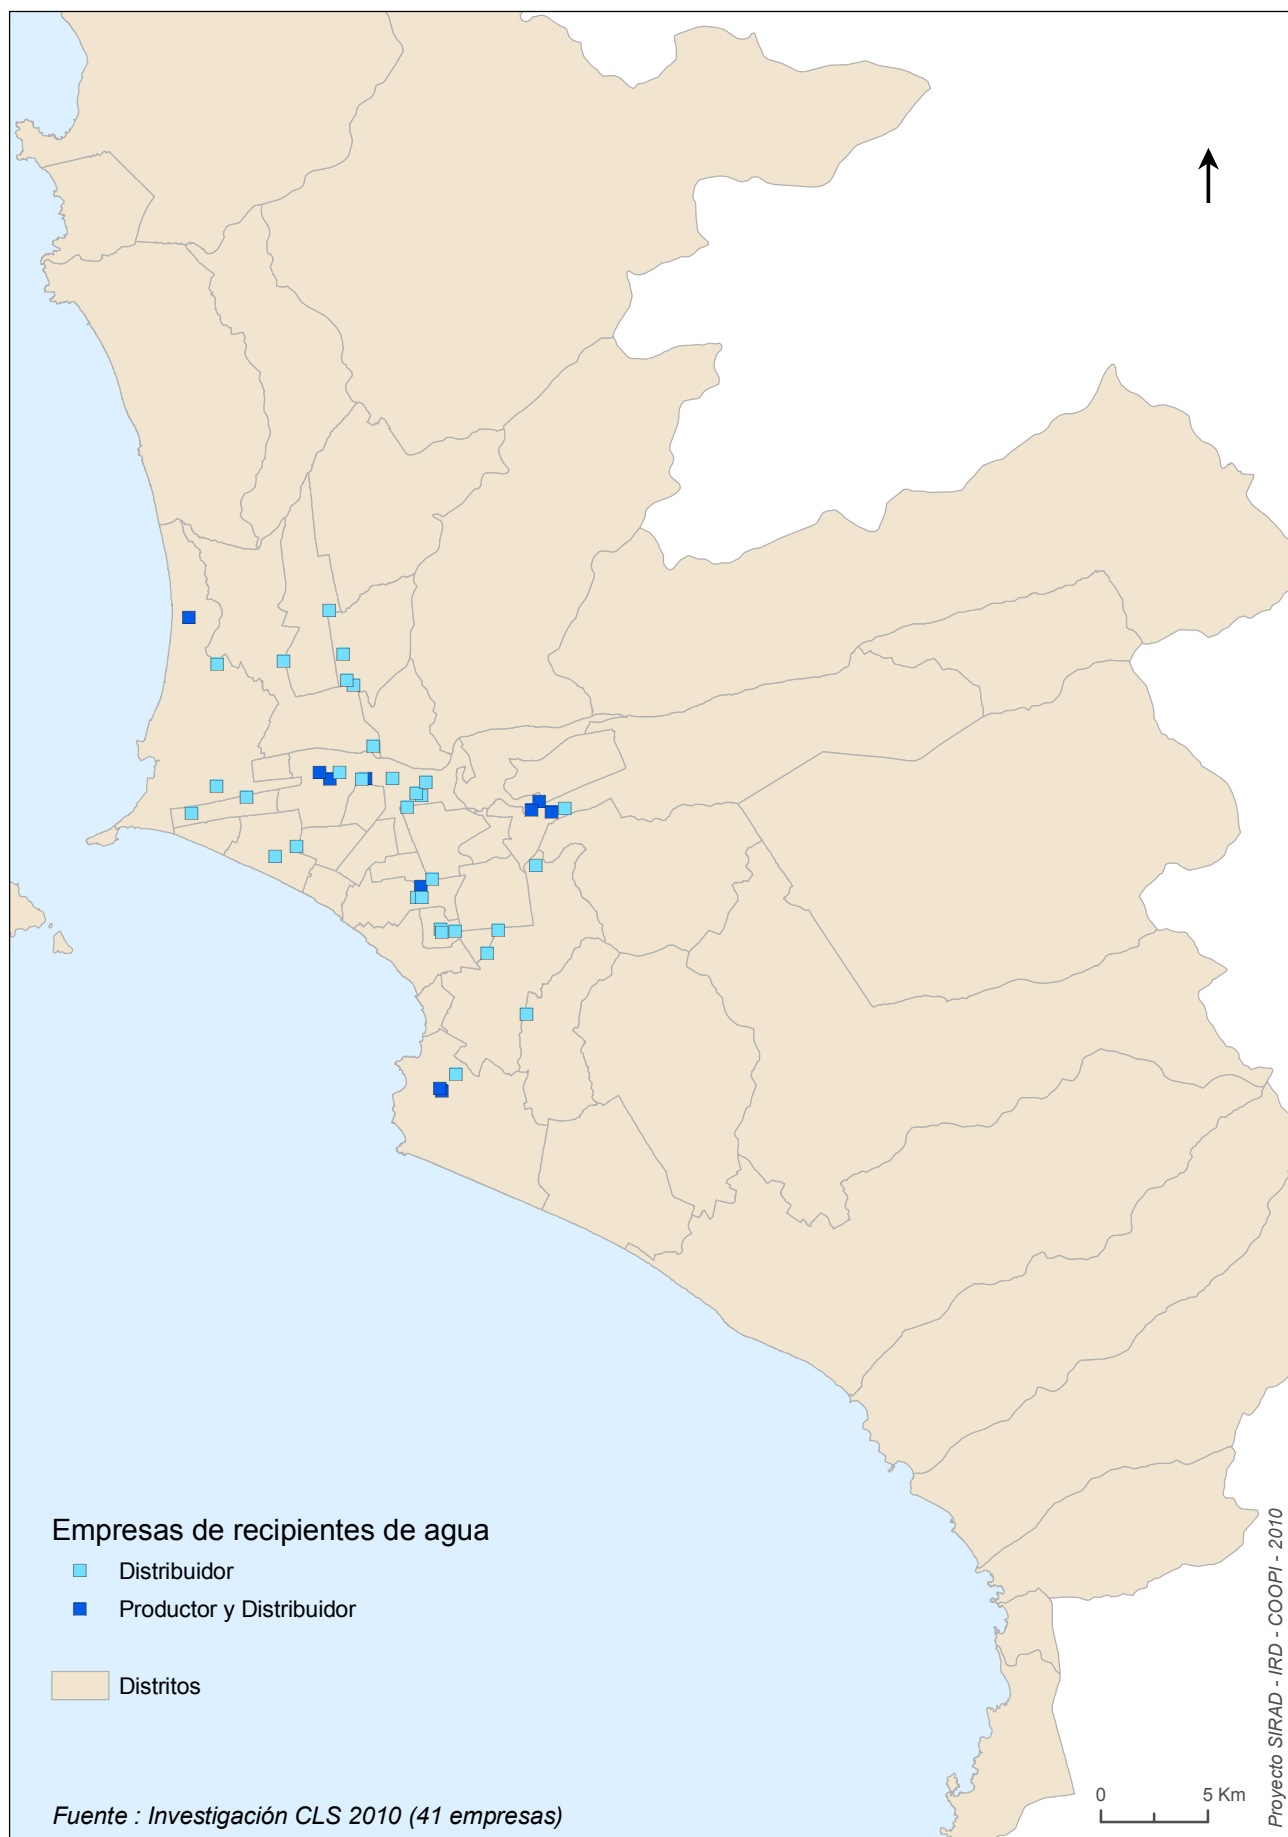 Empresas de recipientes de agua
Distribuidor
Productor y Distribuidor
Distritos
Fuente : Investigación CLS 2010 (41 empresas)
0 5 Km
Proyecto SIRAD - IRD - COOPI - 2010